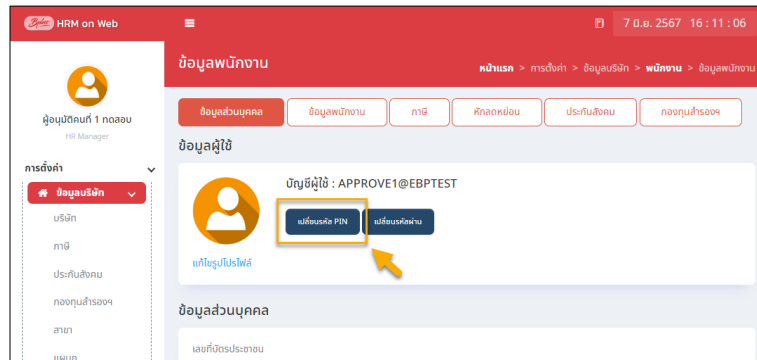 Bplus HRM on Web
7 มิ.ย. 2567 16 : 11 : 06
ข้อมูลพนักงาน
หน้าแรก > การตั้งค่า > ข้อมูลบริษัท > พนักงาน > ข้อมูลพนักงาน
ผู้อนุมัติคนที่ 1 ทดสอบ
HR Manager
การตั้งค่า
ข้อมูลบริษัท
บริษัท
ภาษี
ประกันสังคม
กองทุนสำรองฯ
สาขา
แผนก
ข้อมูลส่วนบุคคล
ข้อมูลพนักงาน
ภาษี
หักลดหย่อน
ประกันสังคม
กองทุนสำรองฯ
ข้อมูลผู้ใช้
บัญชีผู้ใช้ : APPROVE1@EBPTEST
เปลี่ยนรหัส PIN
เปลี่ยนรหัสผ่าน
แก้ไขรูปโปรไฟล์
ข้อมูลส่วนบุคคล
เลขที่บัตรประชาชน